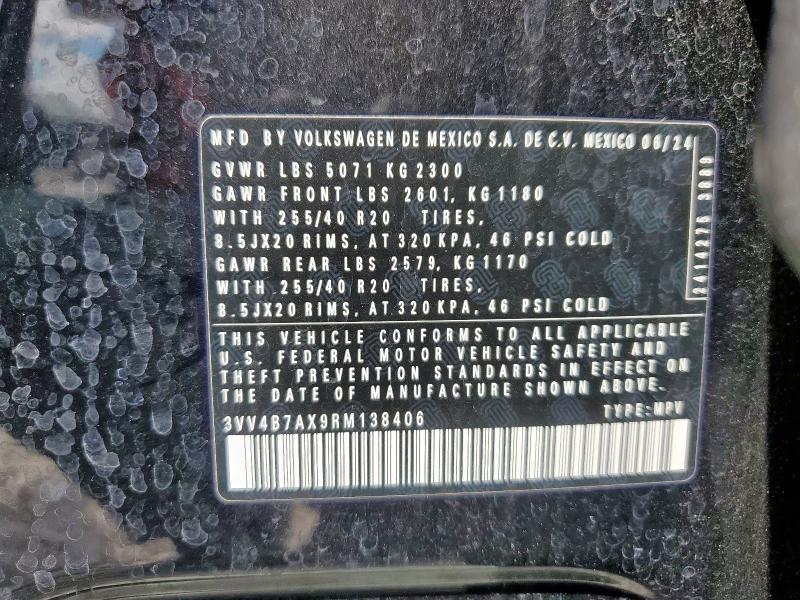 MFD BY VOLKSWAGEN DE MEXICO S.A. DE C.V. MEXICO 06/24
GVWR LBS 5071 KG 2300
GAWR FRONT LBS 2601, KG 1180
WITH 255/40 R20 TIRES,
8.5JX20 RIMS, AT 320 KPA, 46 PSI COLD
GAWR REAR LBS 2579, KG 1170
WITH 255/40 R20 TIRES,
8.5JX20 RIMS, AT 320 KPA, 46 PSI COLD
THIS VEHICLE CONFORMS TO ALL APPLICABLE
U.S. FEDERAL MOTOR VEHICLE SAFETY AND
THEFT PREVENTION STANDARDS IN EFFECT ON
THE DATE OF MANUFACTURE SHOWN ABOVE.
3VV4B7AX9RM138406 TYPE:MPV